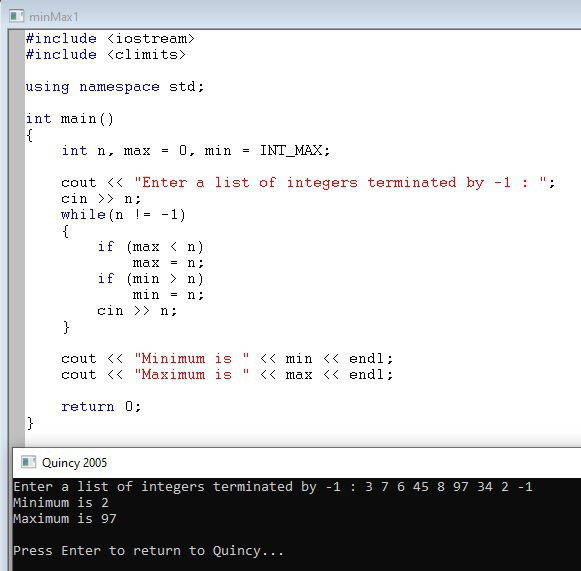 minMax1
#include <iostream>
#include <climits>
using namespace std;
int main()
{
int n, max = 0, min = INT_MAX;
cout << "Enter a list of integers terminated by -1 : ";
cin >> n;
while(n != -1)
{
if (max < n)
max = n;
if (min > n)
min = n;
cin >> n;
}
cout << "Minimum is " << min << endl;
cout << "Maximum is " << max << endl;
return 0;
}
Quincy 2005
Enter a list of integers terminated by -1 : 3 7 6 45 8 97 34 2 -1
Minimum is 2
Maximum is 97
Press Enter to return to Quincy...